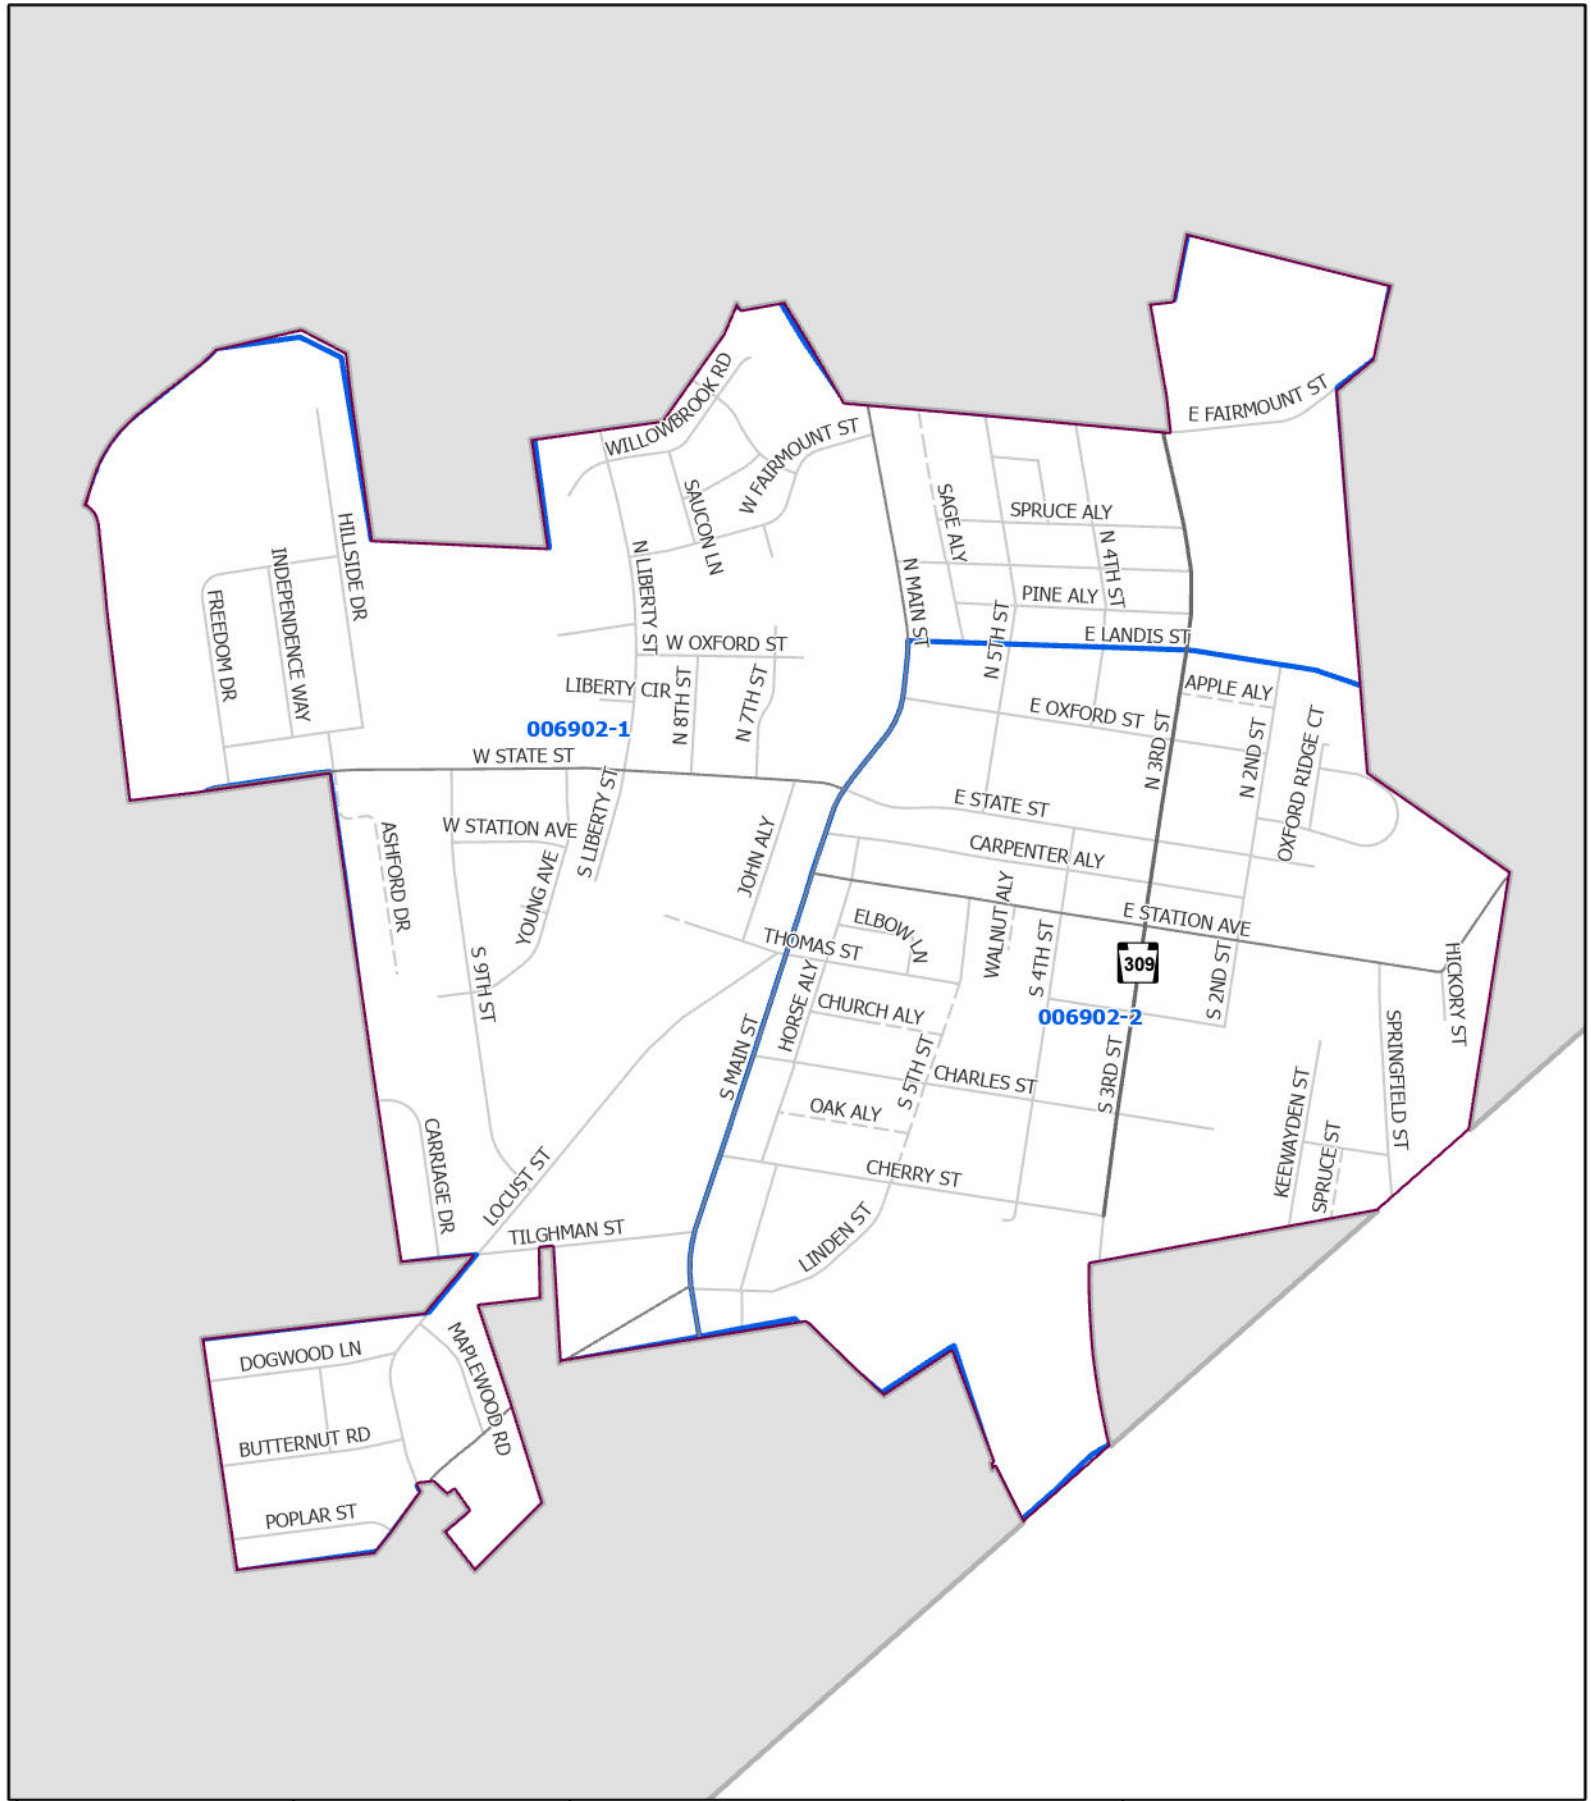 E FAIRMOUNT ST
WILLOWBROOK RD
W FAIRMOUNT ST
SAUCON LN
SAGE ALY
SPRUCE ALY
N 4TH ST
HILLSIDE DR
INDEPENDENCE WAY
FREEDOM DR
N LIBERTY ST
N MAIN ST
PINE ALY
N 5TH ST
E LANDIS ST
W OXFORD ST
LIBERTY CIR
N 8TH ST
N 7TH ST
APPLE ALY
E OXFORD ST
006902-1
N 3RD ST
N 2ND ST
OXFORD RIDGE CT
W STATE ST
E STATE ST
S LIBERTY ST
W STATION AVE
ASHFORD DR
JOHN ALY
CARPENTER ALY
YOUNG AVE
WALNUT ALY
E STATION AVE
ELBOW LN
THOMAS ST
S 4TH ST
309
S 2ND ST
HICKORY ST
S 9TH ST
HORSE ALY
CHURCH ALY
006902-2
S MAIN ST
S 5TH ST
CHARLES ST
S 3RD ST
SPRINGFIELD ST
OAK ALY
KEEWAYDEN ST
SPRUCE ST
CARRIAGE DR
LOCUST ST
CHERRY ST
TILGHMAN ST
LINDEN ST
DOGWOOD LN
MAPLEWOOD RD
BUTTERNUT RD
POPLAR ST